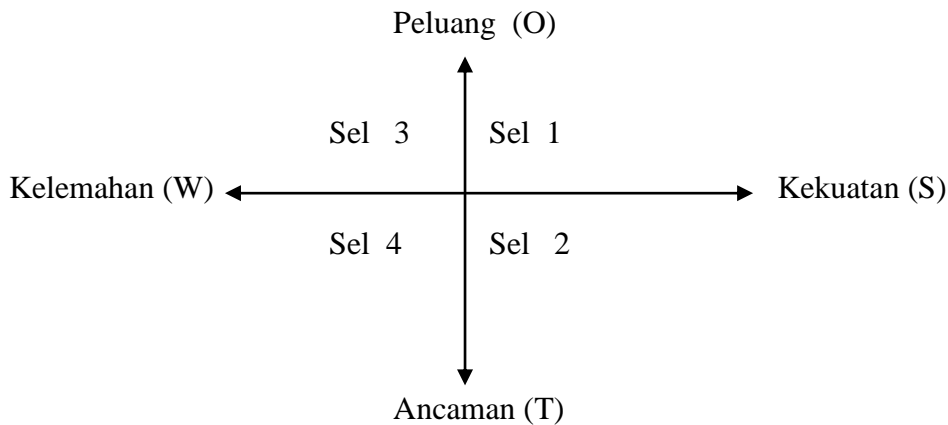 Peluang (O)
Sel 3 Sel 1
Kelemahan (W) Kekuatan (S)
Sel 4 Sel 2
Ancaman (T)